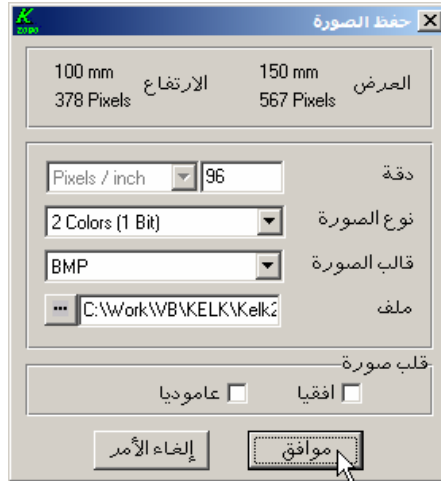 حفظ الصورة
K 2000
العرض 150 mm الارتفاع 100 mm
567 Pixels 378 Pixels
دقة 96 Pixels / inch
نوع الصورة 2 Colors (1 Bit)
قالب الصورة BMP
ملف C:\Work\VB\KELK\Kelk2 ...
قلب صورة
افقيا عاموديا
موافق إلغاء الأمر